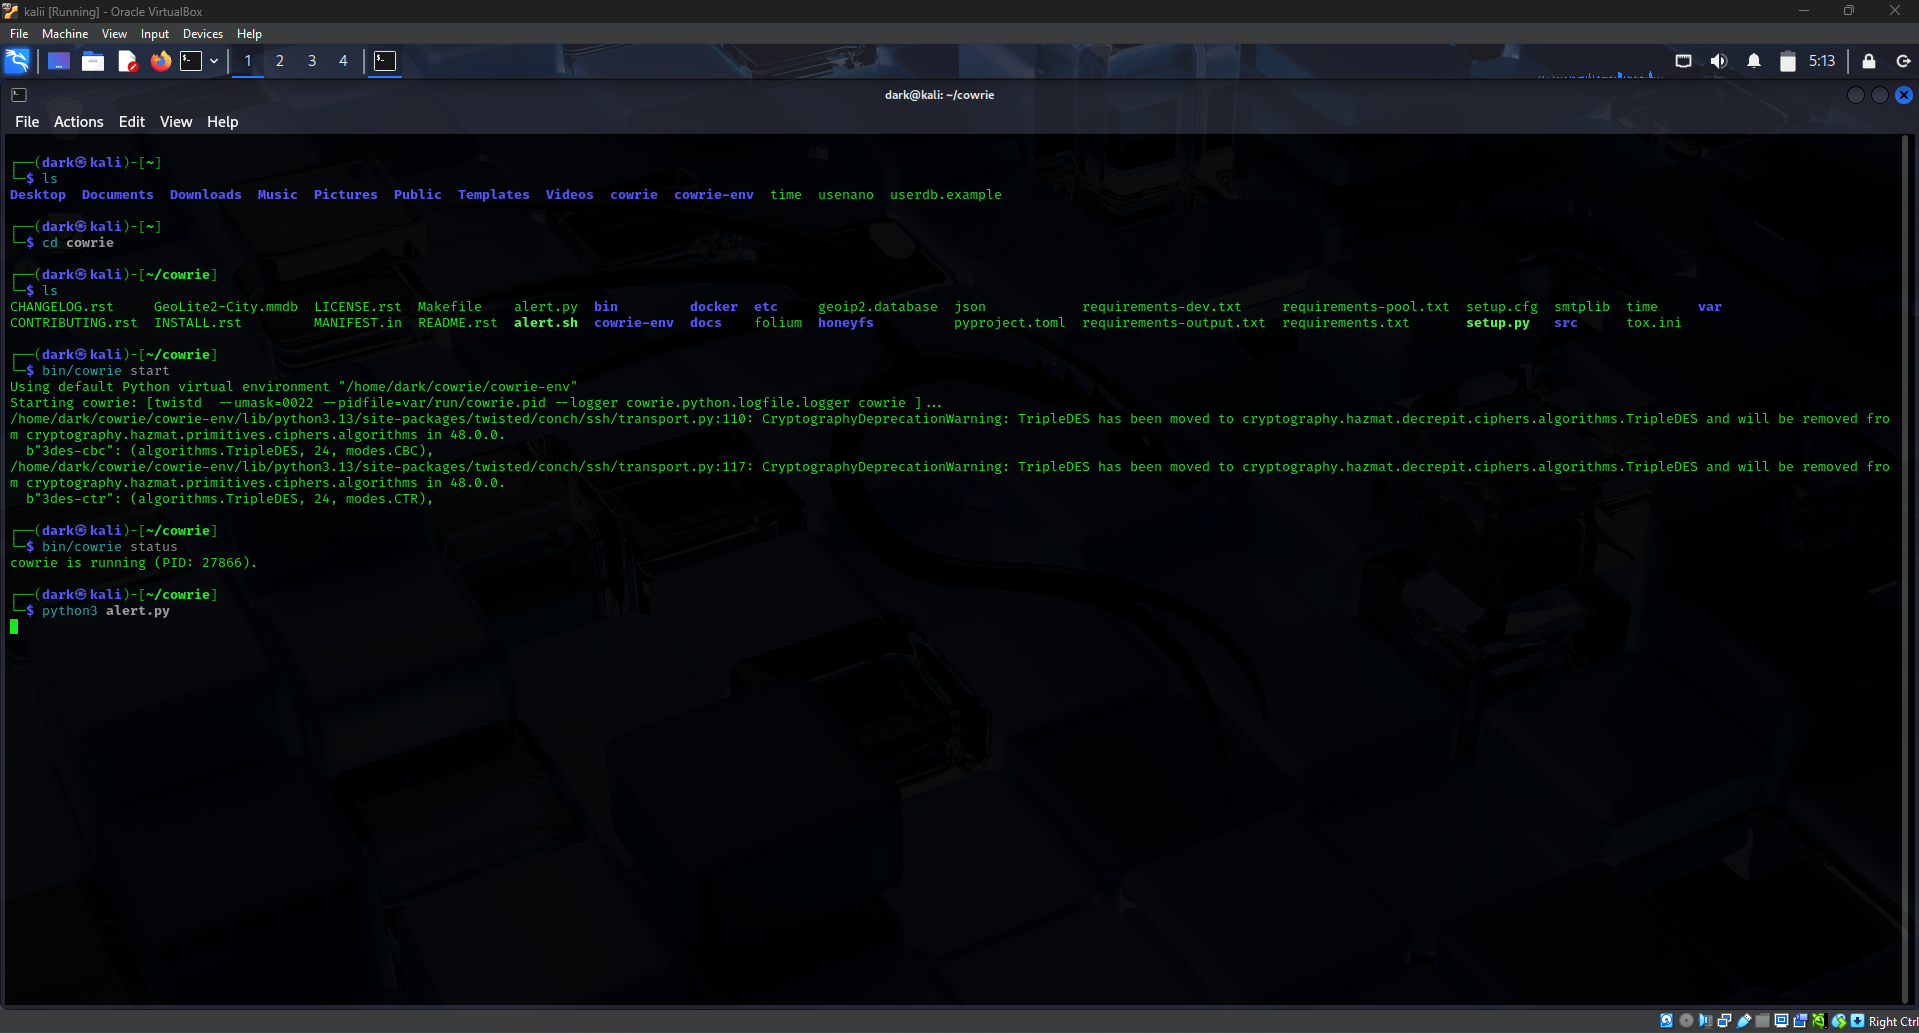 kalii [Running] - Oracle VirtualBox
File Machine View Input Devices Help
1 2 3 4 5:13
dark@kali: ~/cowrie
File Actions Edit View Help
┌──(dark㉿kali)-[~]
└─$ ls
Desktop Documents Downloads Music Pictures Public Templates Videos cowrie cowrie-env time usenano userdb.example
┌──(dark㉿kali)-[~]
└─$ cd cowrie
┌──(dark㉿kali)-[~/cowrie]
└─$ ls
CHANGELOG.rst GeoLite2-City.mmdb LICENSE.rst Makefile alert.py bin docker etc geoip2.database json requirements-dev.txt requirements-pool.txt setup.cfg smtplib time var
CONTRIBUTING.rst INSTALL.rst MANIFEST.in README.rst alert.sh cowrie-env docs folium honeyfs pyproject.toml requirements-output.txt requirements.txt setup.py src tox.ini
┌──(dark㉿kali)-[~/cowrie]
└─$ bin/cowrie start
Using default Python virtual environment "/home/dark/cowrie/cowrie-env"
Starting cowrie: [twistd --umask=0022 --pidfile=var/run/cowrie.pid --logger cowrie.python.logfile.logger cowrie ]...
/home/dark/cowrie/cowrie-env/lib/python3.13/site-packages/twisted/conch/ssh/transport.py:110: CryptographyDeprecationWarning: TripleDES has been moved to cryptography.hazmat.decrepit.ciphers.algorithms.TripleDES and will be removed fro
m cryptography.hazmat.primitives.ciphers.algorithms in 48.0.0.
b"3des-cbc": (algorithms.TripleDES, 24, modes.CBC),
/home/dark/cowrie/cowrie-env/lib/python3.13/site-packages/twisted/conch/ssh/transport.py:117: CryptographyDeprecationWarning: TripleDES has been moved to cryptography.hazmat.decrepit.ciphers.algorithms.TripleDES and will be removed fro
m cryptography.hazmat.primitives.ciphers.algorithms in 48.0.0.
b"3des-ctr": (algorithms.TripleDES, 24, modes.CTR),
┌──(dark㉿kali)-[~/cowrie]
└─$ bin/cowrie status
cowrie is running (PID: 27866).
┌──(dark㉿kali)-[~/cowrie]
└─$ python3 alert.py
Right Ctrl